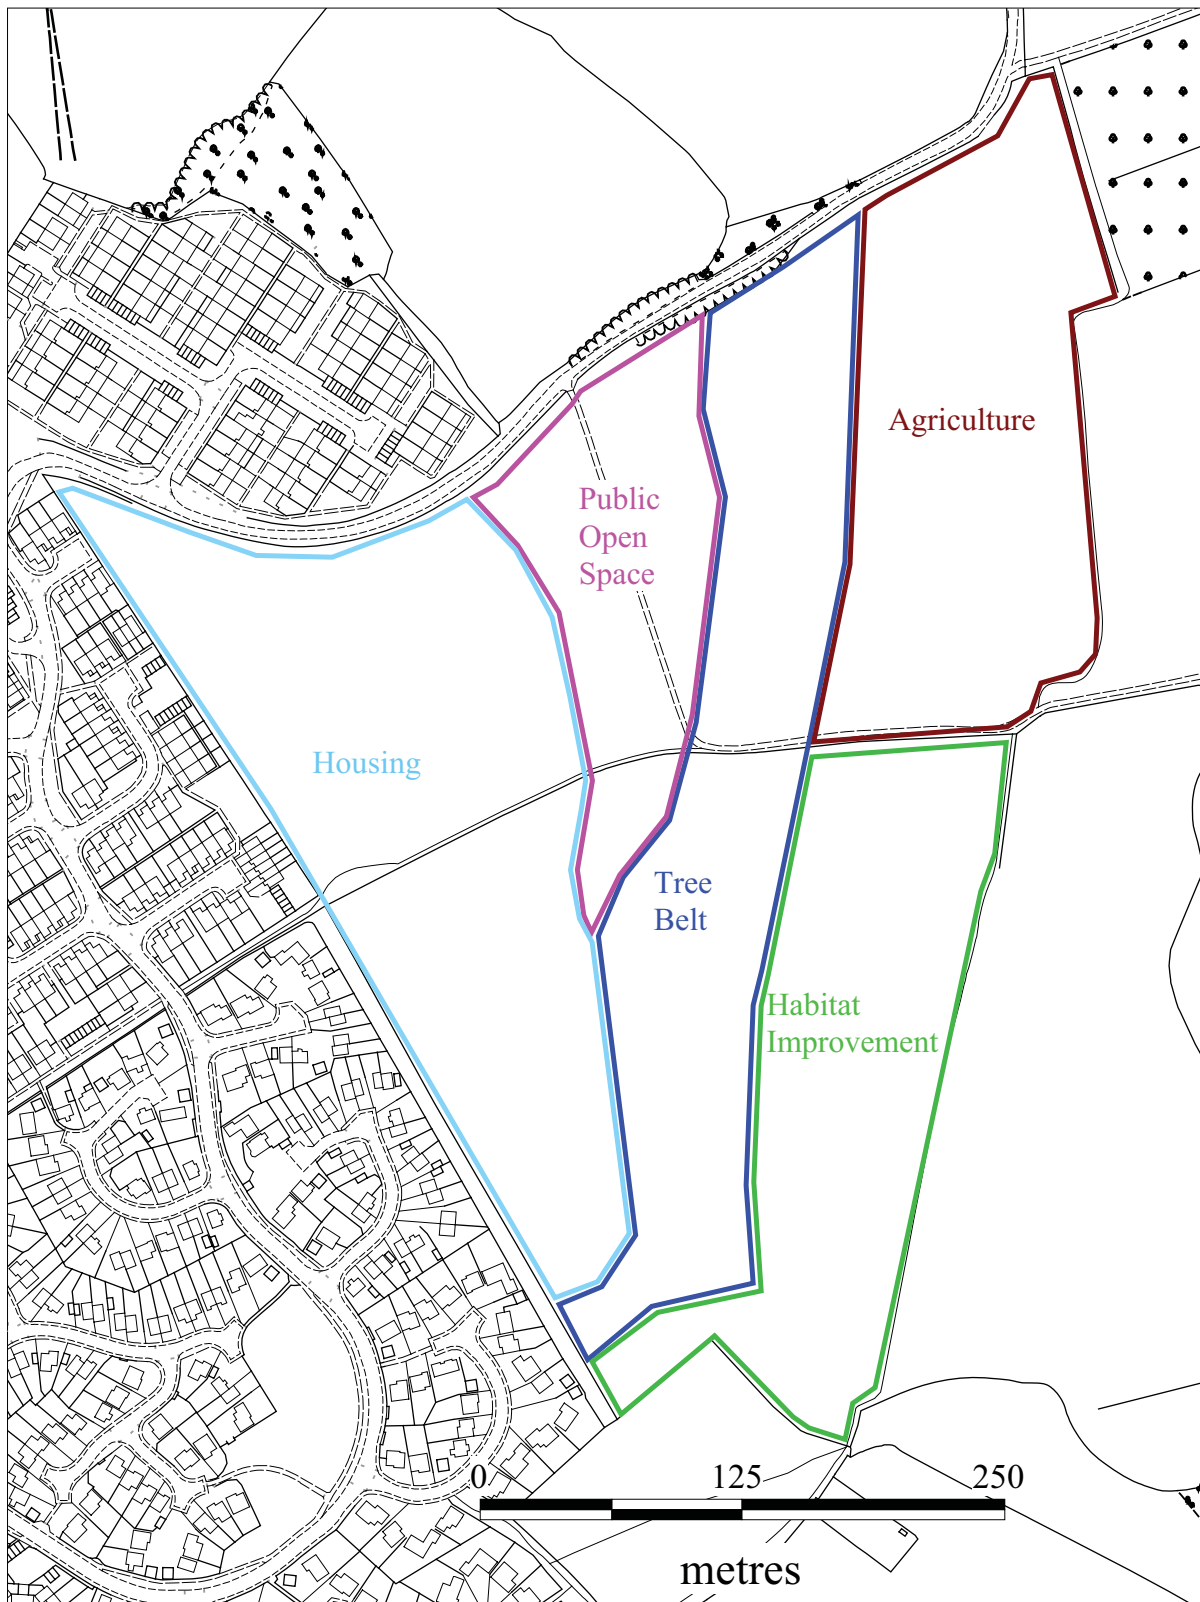 Agriculture
Public
Open
Space
Housing
Tree
Belt
Habitat
Improvement
0 125 250
metres